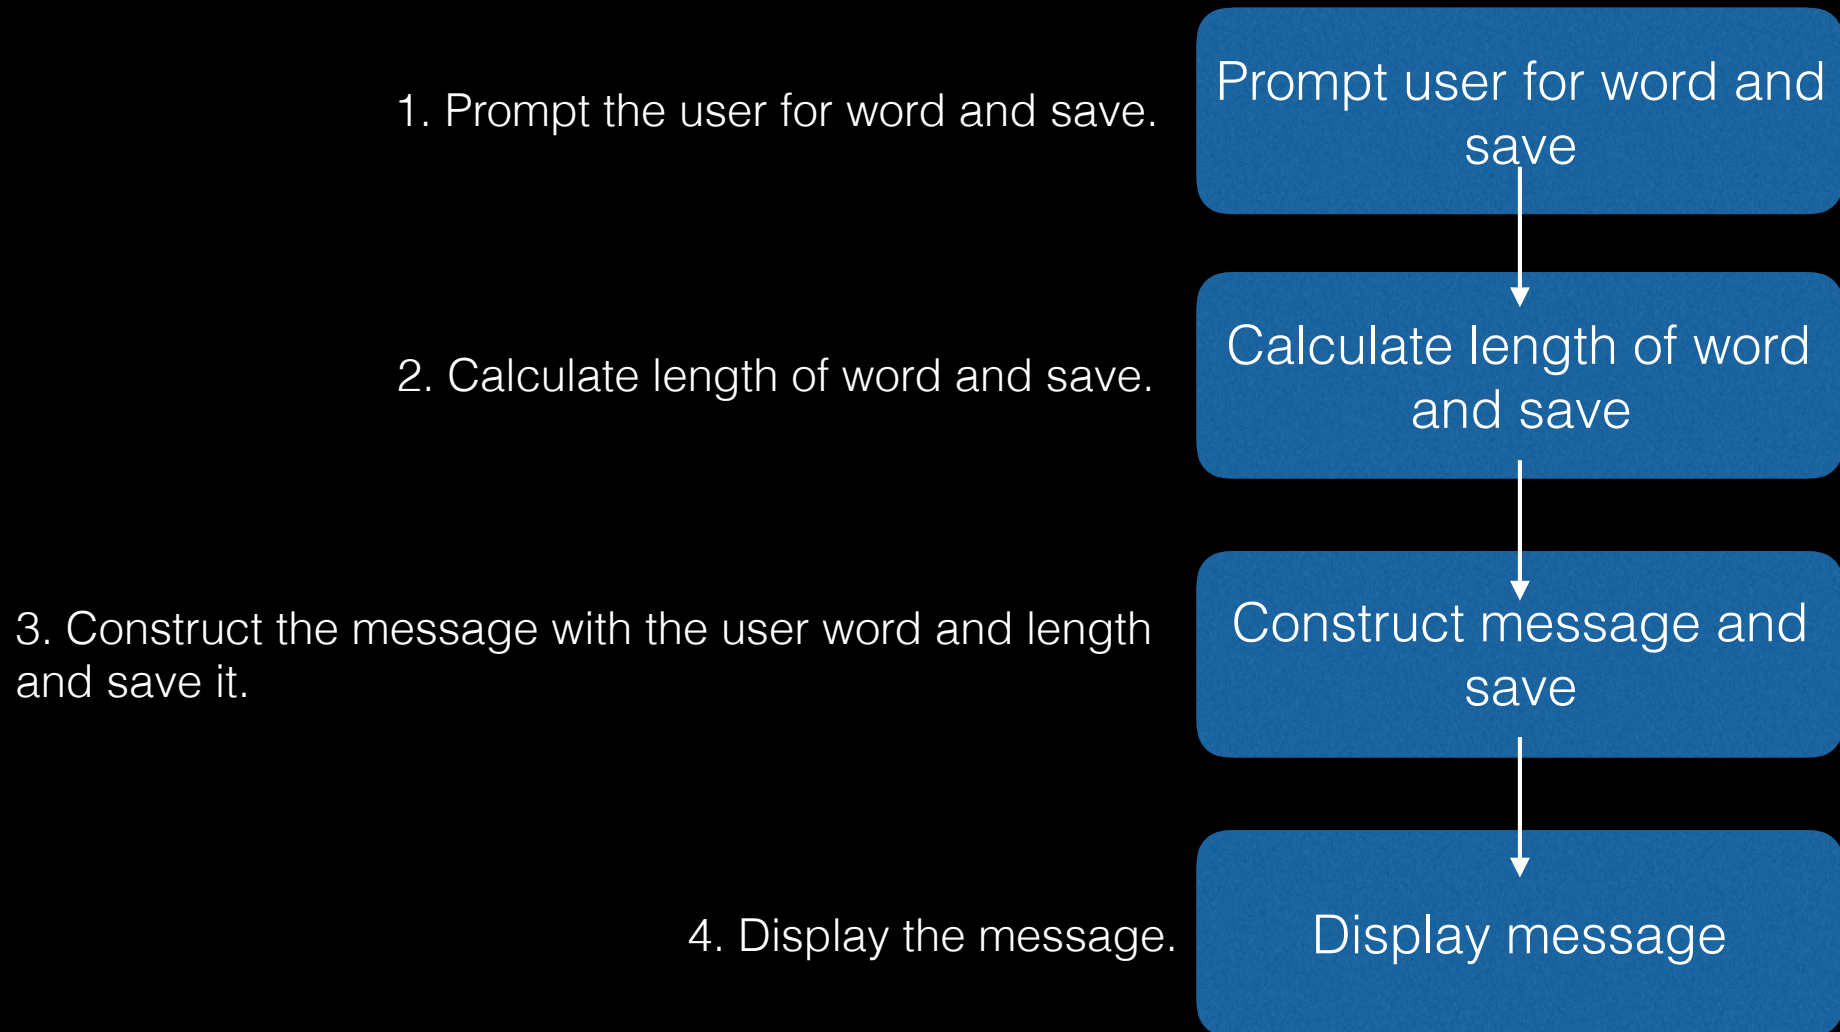 1. Prompt the user for word and save.
Prompt user for word and
save
2. Calculate length of word and save.
Calculate length of word
and save
3. Construct the message with the user word and length
and save it.
Construct message and
save
4. Display the message.
Display message